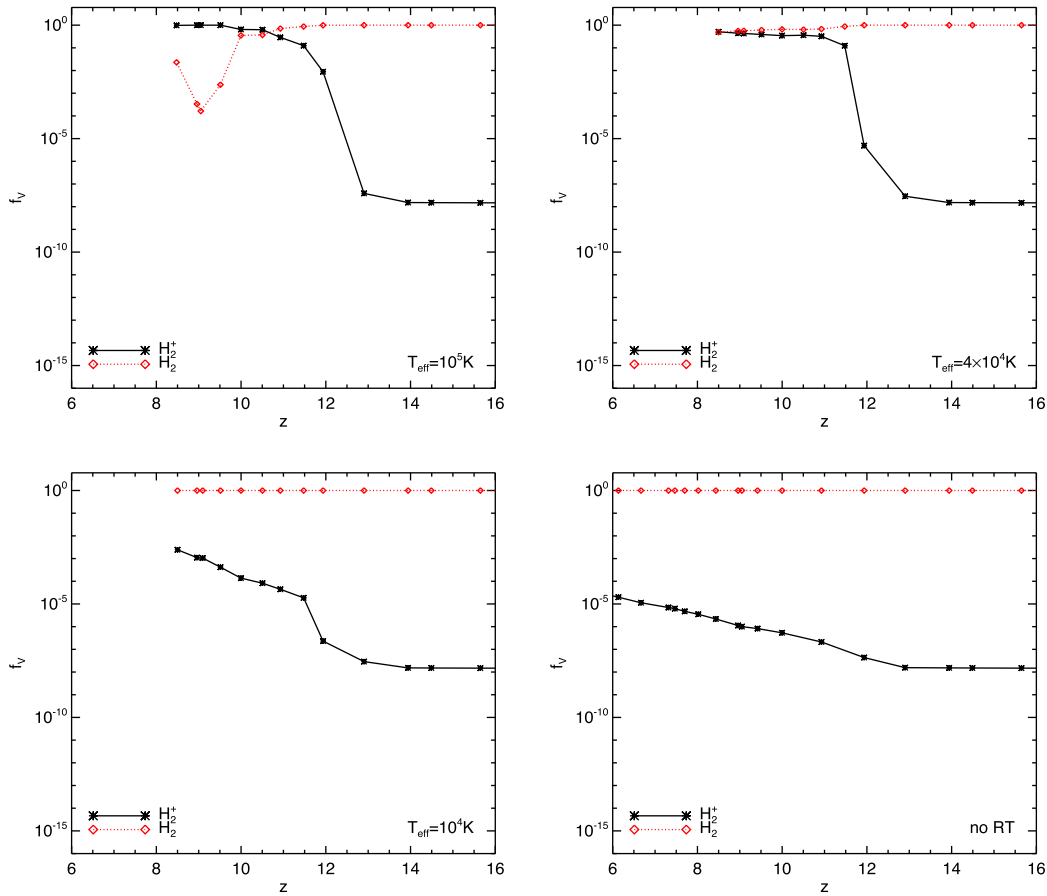 10⁰
10⁻⁵
10⁻¹⁰
10⁻¹⁵
f_V
H₂⁺
H₂
T_eff=10⁵K
6 8 10 12 14 16
z
10⁰
10⁻⁵
10⁻¹⁰
10⁻¹⁵
f_V
H₂⁺
H₂
T_eff=4×10⁴K
6 8 10 12 14 16
z
10⁰
10⁻⁵
10⁻¹⁰
10⁻¹⁵
f_V
H₂⁺
H₂
T_eff=10⁴K
6 8 10 12 14 16
z
10⁰
10⁻⁵
10⁻¹⁰
10⁻¹⁵
f_V
H₂⁺
H₂
no RT
6 8 10 12 14 16
z